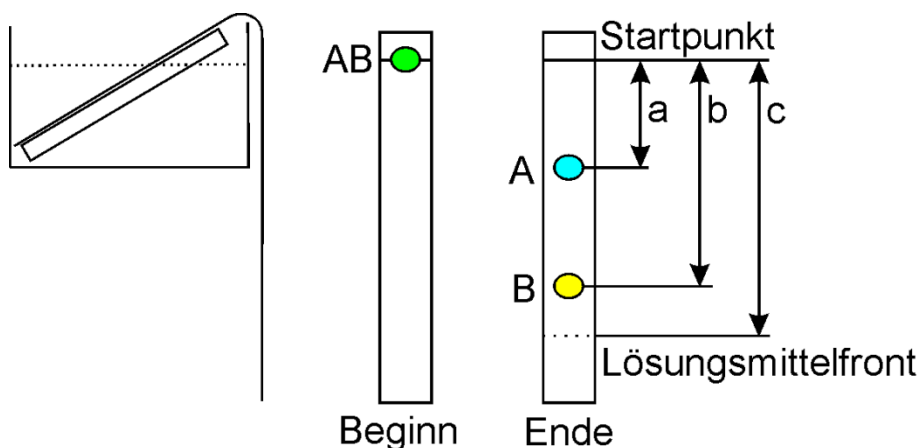 Startpunkt
AB
a
b
c
A
B
Lösungsmittelfront
Beginn
Ende